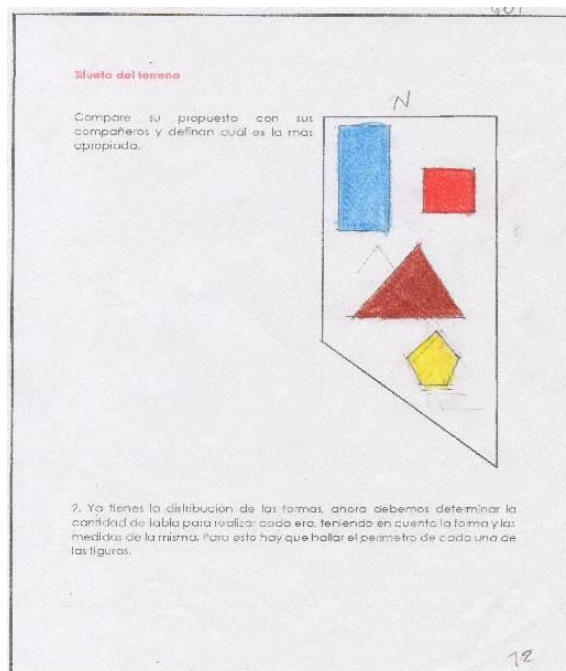 Silueta del terreno
N
Compare su propuesta con sus
compañeros y definan cuál es la más
apropiada.
2. Ya tienes la distribución de las formas, ahora debemos determinar la
cantidad de tabla para realizar cada era, teniendo en cuenta la forma y las
medidas de la misma. Para esto hay que hallar el perímetro de cada una de
las figuras.
12